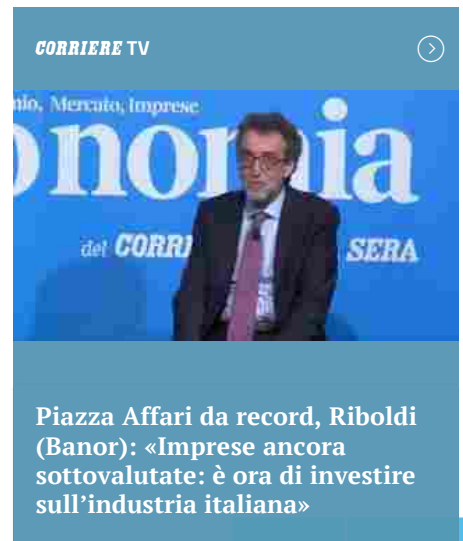 CORRIERE TV
nio, Mercato, Imprese
onomia
del CORRI SERA
Piazza Affari da record, Riboldi
(Banor): «Imprese ancora
sottovalutate: è ora di investire
sull’industria italiana»